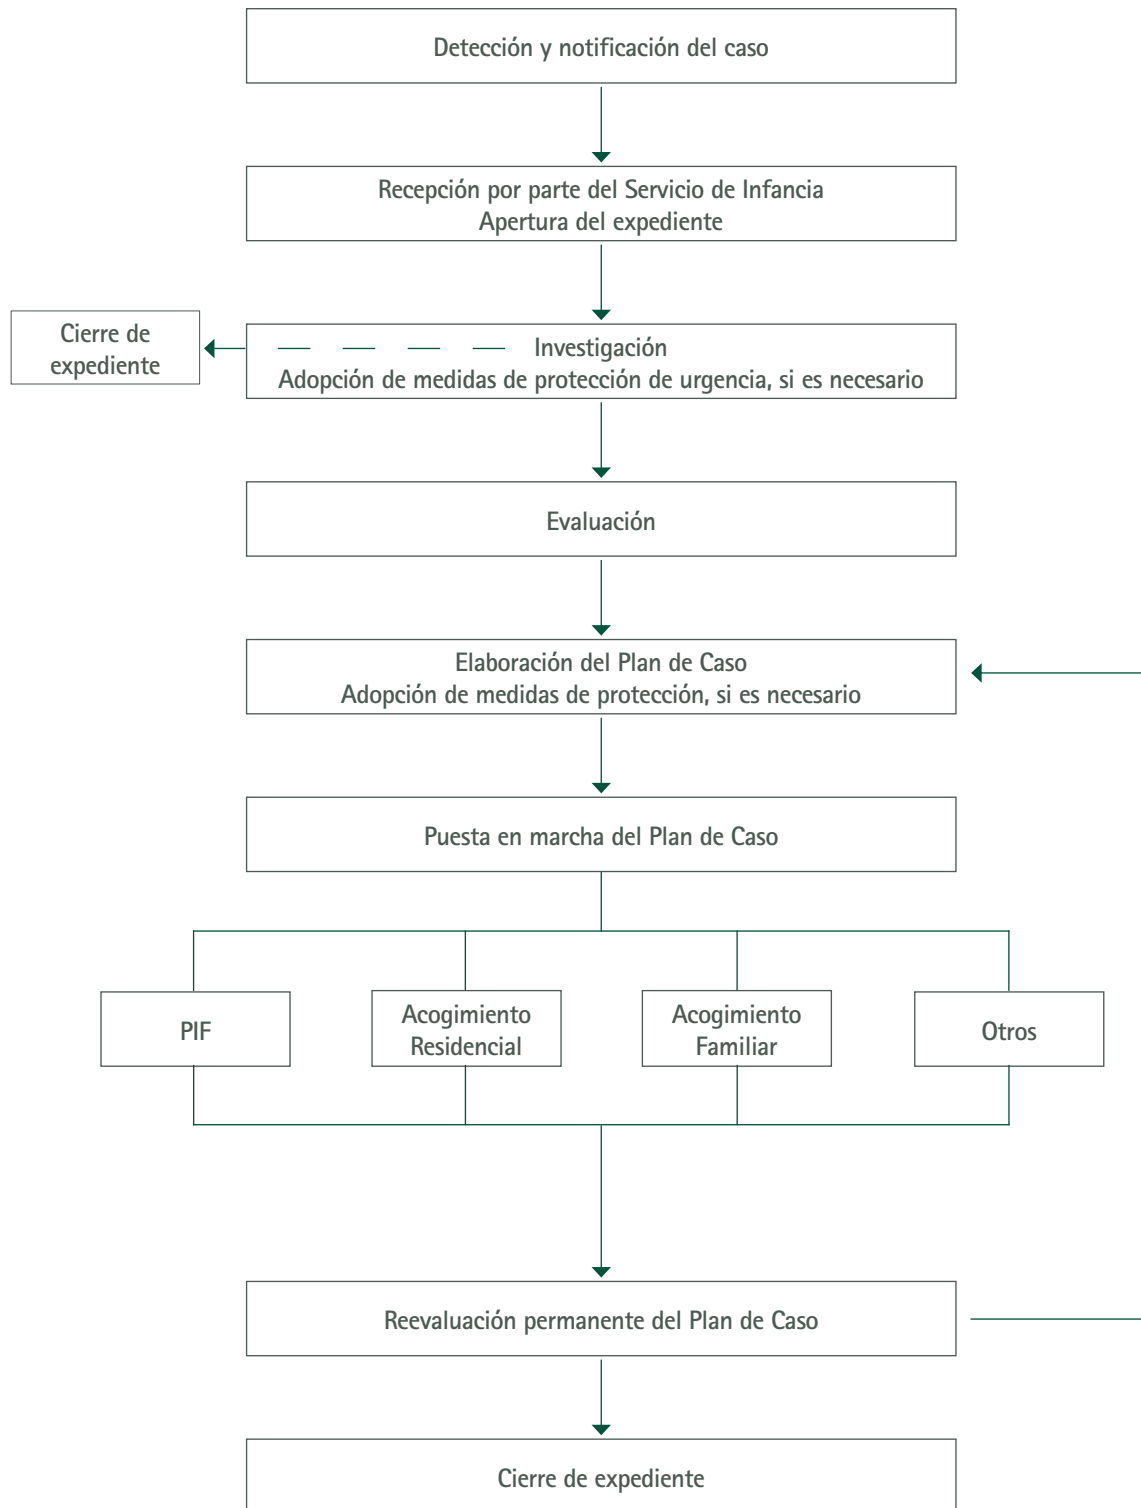 Detección y notificación del caso
Recepción por parte del Servicio de Infancia
Apertura del expediente
Cierre de
expediente
Investigación
Adopción de medidas de protección de urgencia, si es necesario
Evaluación
Elaboración del Plan de Caso
Adopción de medidas de protección, si es necesario
Puesta en marcha del Plan de Caso
PIF
Acogimiento
Residencial
Acogimiento
Familiar
Otros
Reevaluación permanente del Plan de Caso
Cierre de expediente